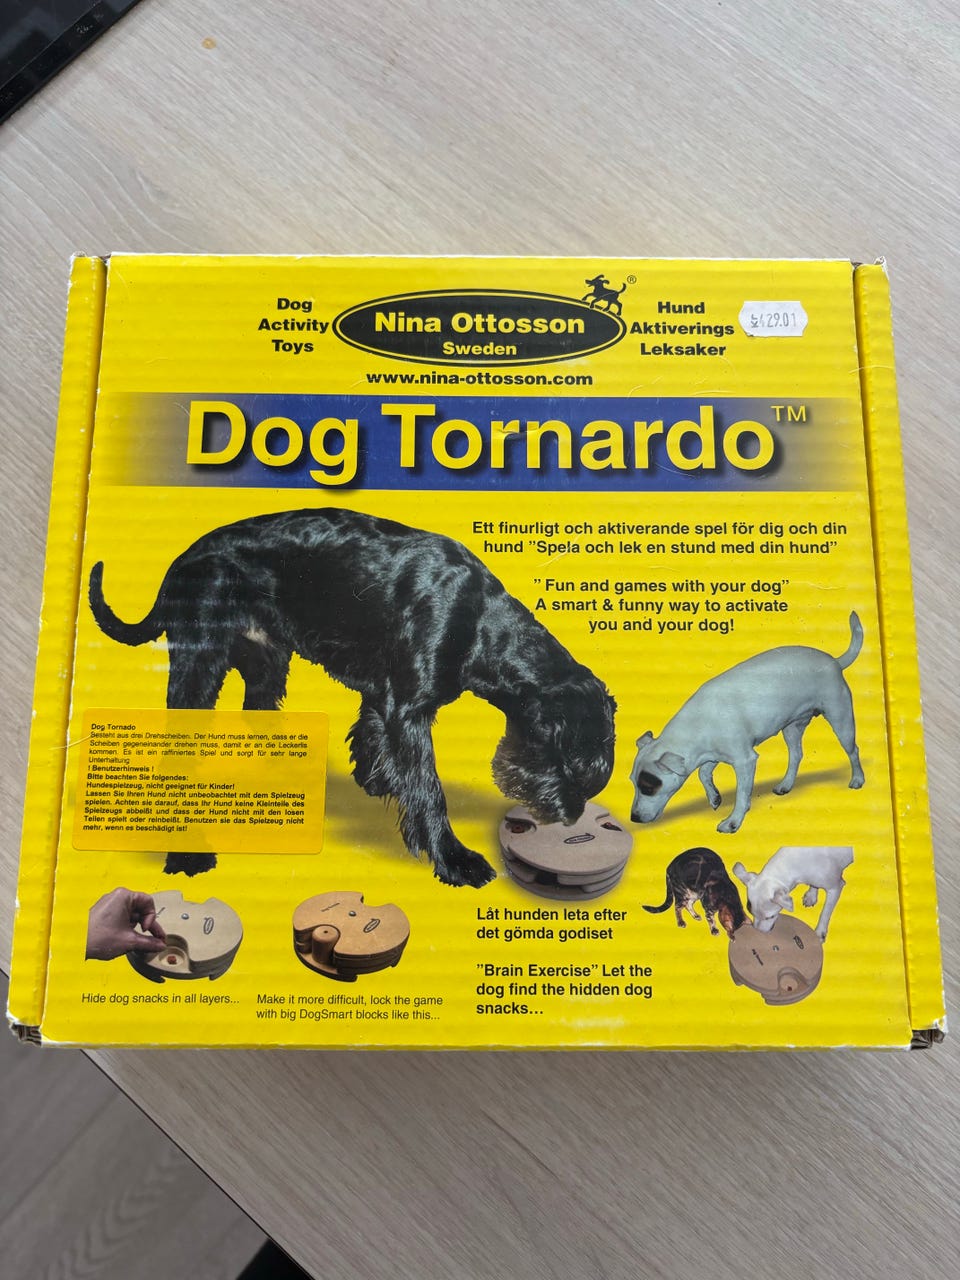 Dog
Activity
Toys
Nina Ottosson
Sweden
®
Hund
Aktiverings
Leksaker
429.01
www.nina-ottosson.com
Dog Tornardo™
Ett finurligt och aktiverande spel för dig och din
hund ”Spela och lek en stund med din hund”
” Fun and games with your dog”
A smart & funny way to activate
you and your dog!
Dog Tornado
Besteht aus drei Drehscheiben. Der Hund muss lernen, dass er die
Scheiben gegeneinander drehen muss, damit er an die Leckerlis
kommen. Es ist ein raffiniertes Spiel und sorgt für sehr lange
Unterhaltung
! Benutzerhinweis !
Bitte beachten Sie folgendes:
Hundespielzeug, nicht geeignet für Kinder!
Lassen Sie Ihren Hund nicht unbeobachtet mit dem Spielzeug
spielen. Achten sie darauf, dass Ihr Hund keine Kleinteile des
Spielzeugs abbeißt und dass der Hund nicht mit den losen
Teilen spielt oder reinbeißt. Benutzen sie das Spielzeug nicht
mehr, wenn es beschädigt ist!
Låt hunden leta efter
det gömda godiset
”Brain Exercise” Let the
dog find the hidden dog
snacks...
Hide dog snacks in all layers...
Make it more difficult, lock the game
with big DogSmart blocks like this...